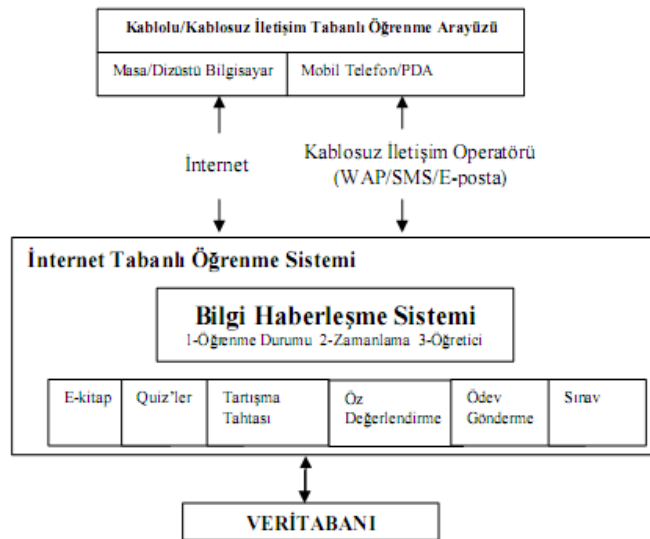 Kablolu/Kablosuz İletişim Tabanlı Öğrenme Arayüzü
Masa/Dizüstü Bilgisayar
Mobil Telefon/PDA
İnternet
Kablosuz İletişim Operatörü
(WAP/SMS/E-posta)
İnternet Tabanlı Öğrenme Sistemi
Bilgi Haberleşme Sistemi
1-Öğrenme Durumu 2-Zamanlama 3-Öğretici
E-kitap
Quiz’ler
Tartışma
Tahtası
Öz
Değerlendirme
Ödev
Gönderme
Sınav
VERİTABANI